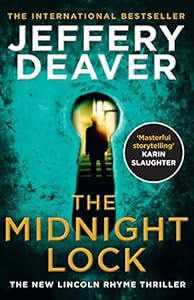 THE INTERNATIONAL BESTSELLER
JEFFERY
DEAVER
'Masterful
storytelling'
KARIN
SLAUGHTER
THE
MIDNIGHT
LOCK
THE NEW LINCOLN RHYME THRILLER